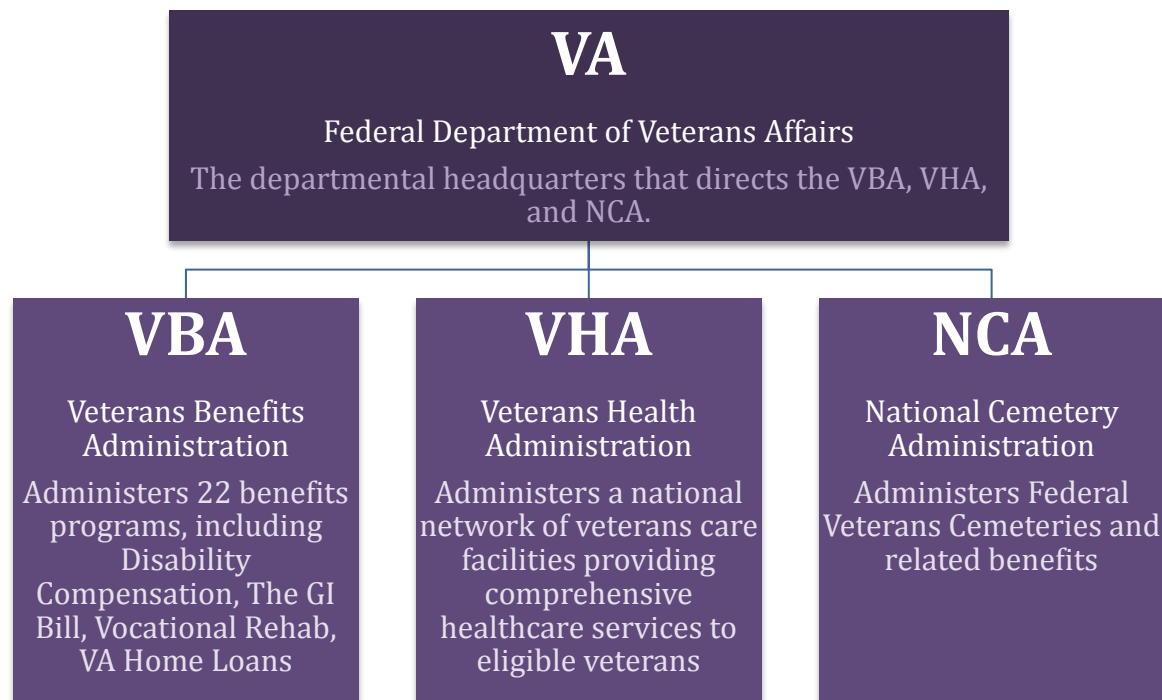 VA
Federal Department of Veterans Affairs
The departmental headquarters that directs the VBA, VHA,
and NCA.
VBA
Veterans Benefits
Administration
Administers 22 benefits
programs, including
Disability
Compensation, The GI
Bill, Vocational Rehab,
VA Home Loans
VHA
Veterans Health
Administration
Administers a national
network of veterans care
facilities providing
comprehensive
healthcare services to
eligible veterans
NCA
National Cemetery
Administration
Administers Federal
Veterans Cemeteries and
related benefits